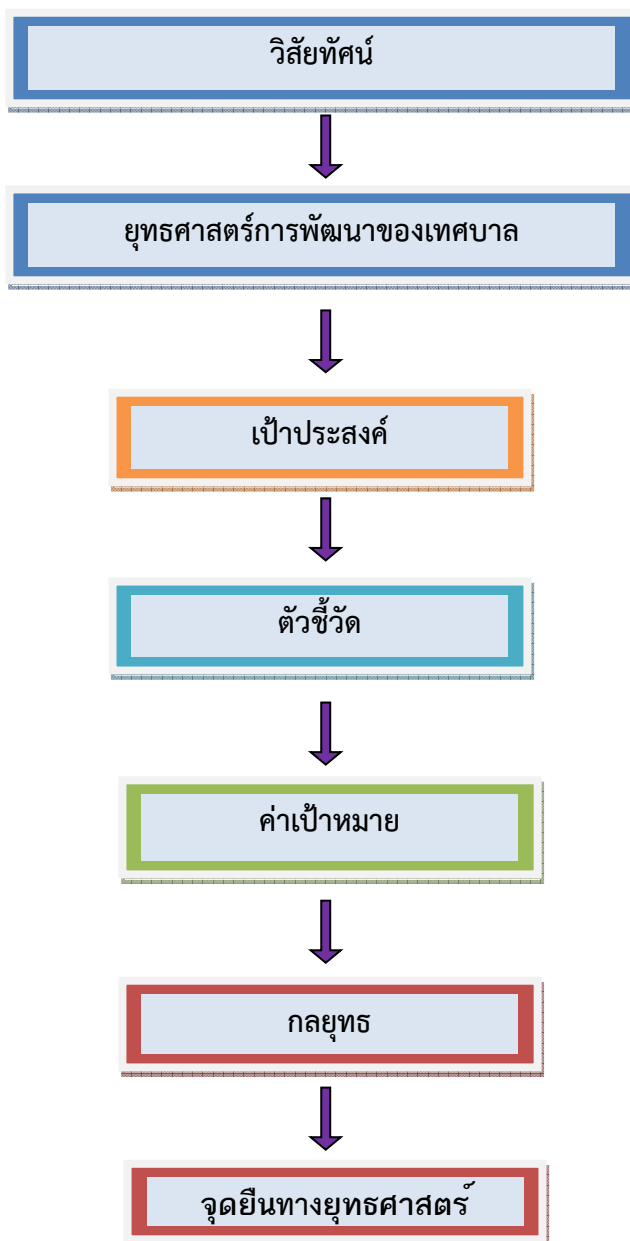 วิสัยทัศน์
ยุทธศาสตร์การพัฒนาของเทศบาล
เป้าประสงค์
ตัวชี้วัด
ค่าเป้าหมาย
กลยุทธ
จุดยืนทางยุทธศาสตร์